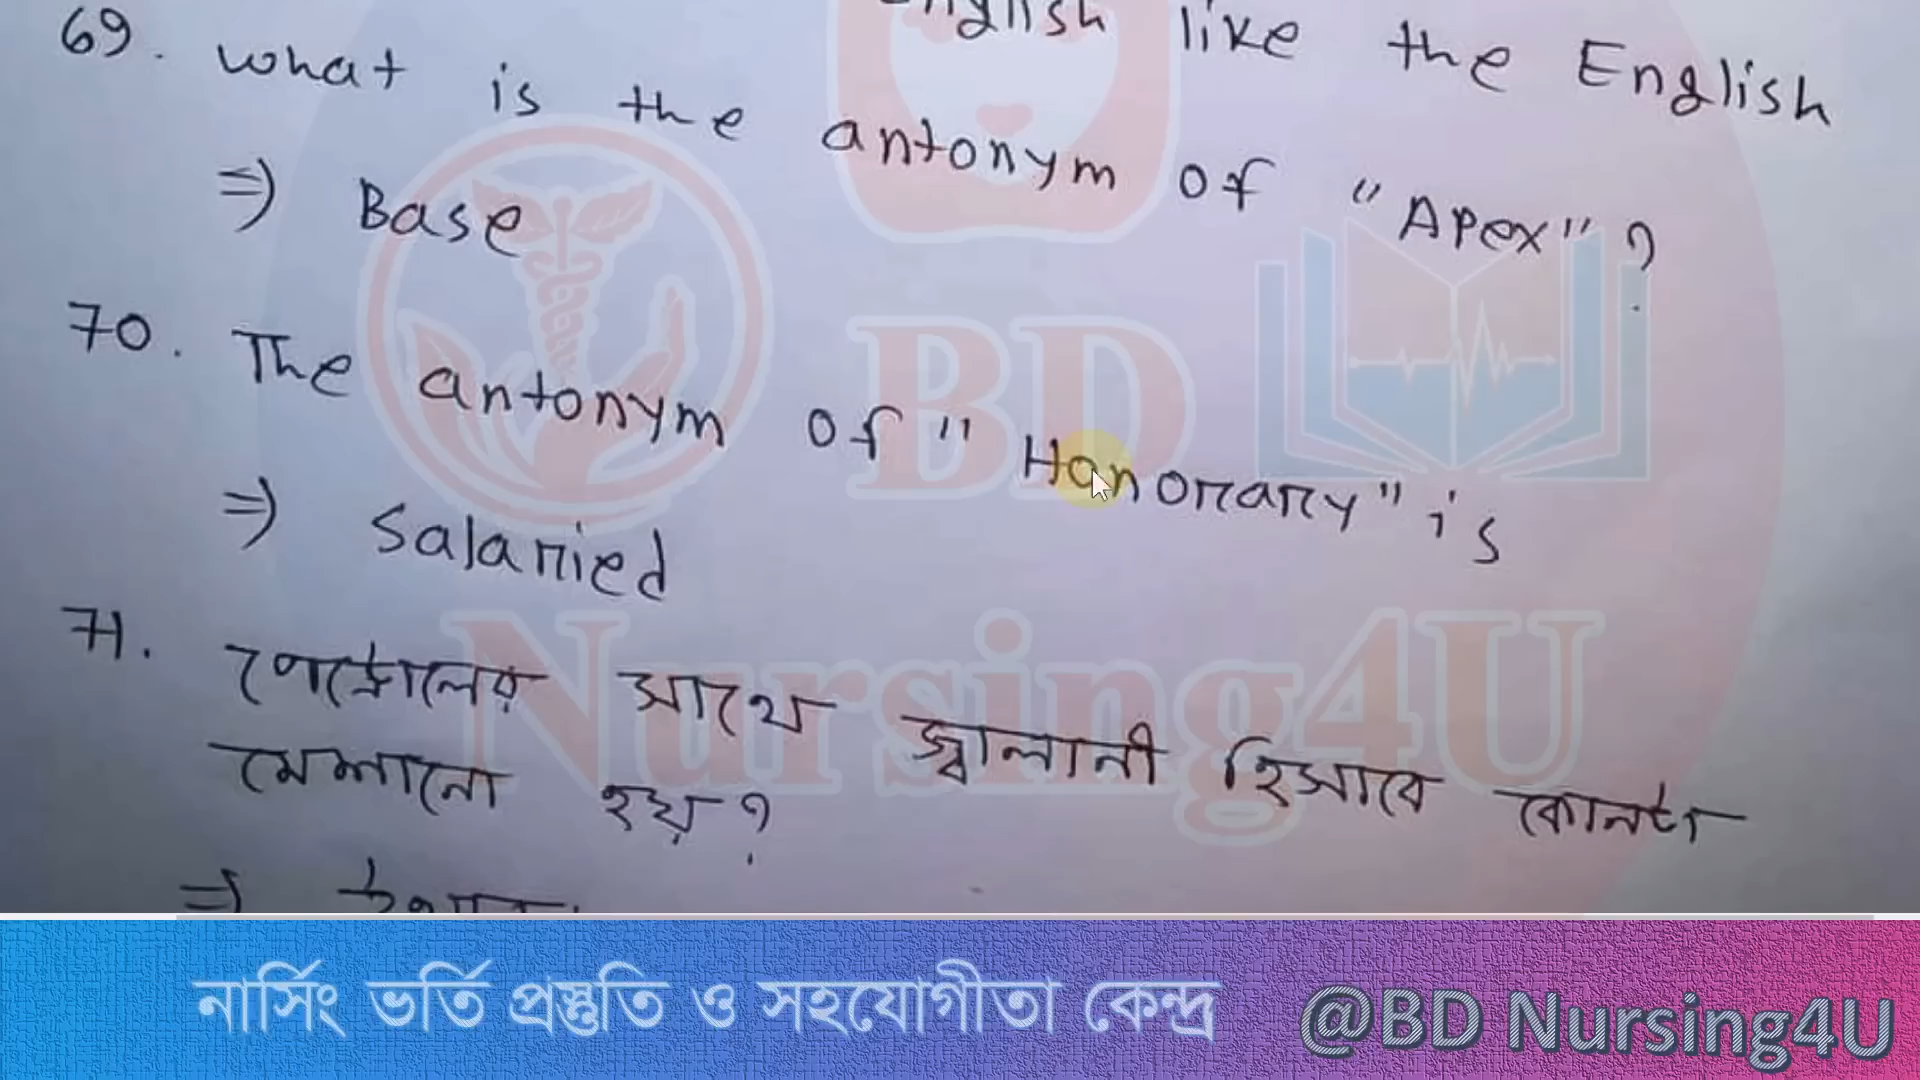 English like the English
69. What is the antonym of "Apex"?
⇒ Base
70. The antonym of "Honorary" is
⇒ Salaried
71. পেট্রোলের সাথে জ্বালানী হিসাবে কোনটা
মেলানো হয়?
⇒
BD
Nursing4U
নার্সিং ভর্তি প্রস্তুতি ও সহযোগীতা কেন্দ্র
@BD Nursing4U